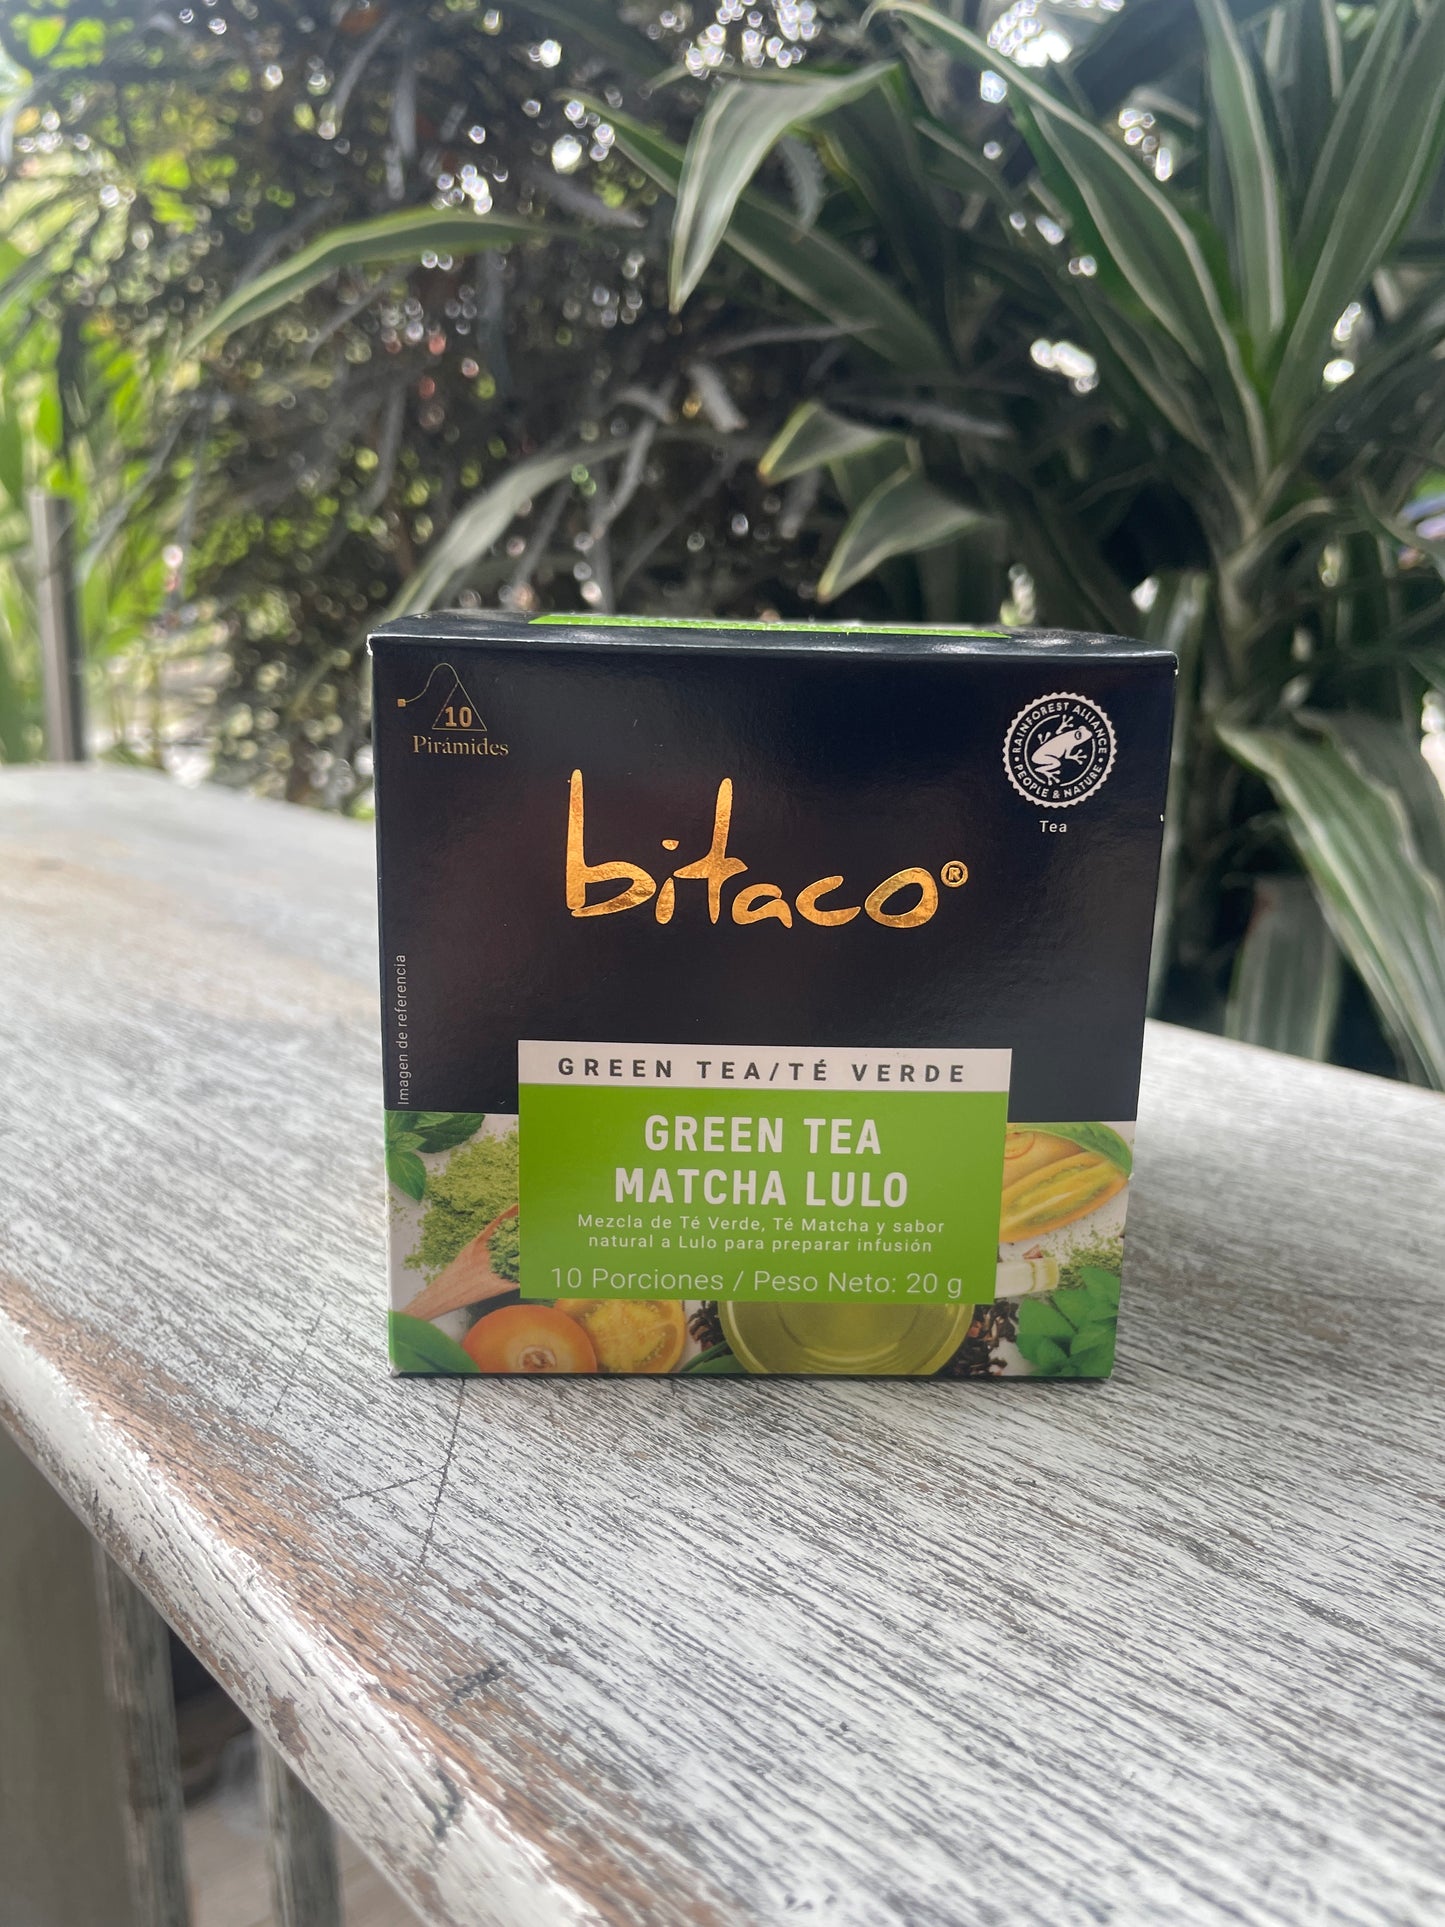 10
Pirámides
RAINFOREST ALLIANCE
PEOPLE & NATURE
Tea
bitaco®
Imagen de referencia
GREEN TEA/TÉ VERDE
GREEN TEA
MATCHA LULO
Mezcla de Té Verde, Té Matcha y sabor
natural a Lulo para preparar infusión
10 Porciones / Peso Neto: 20 g